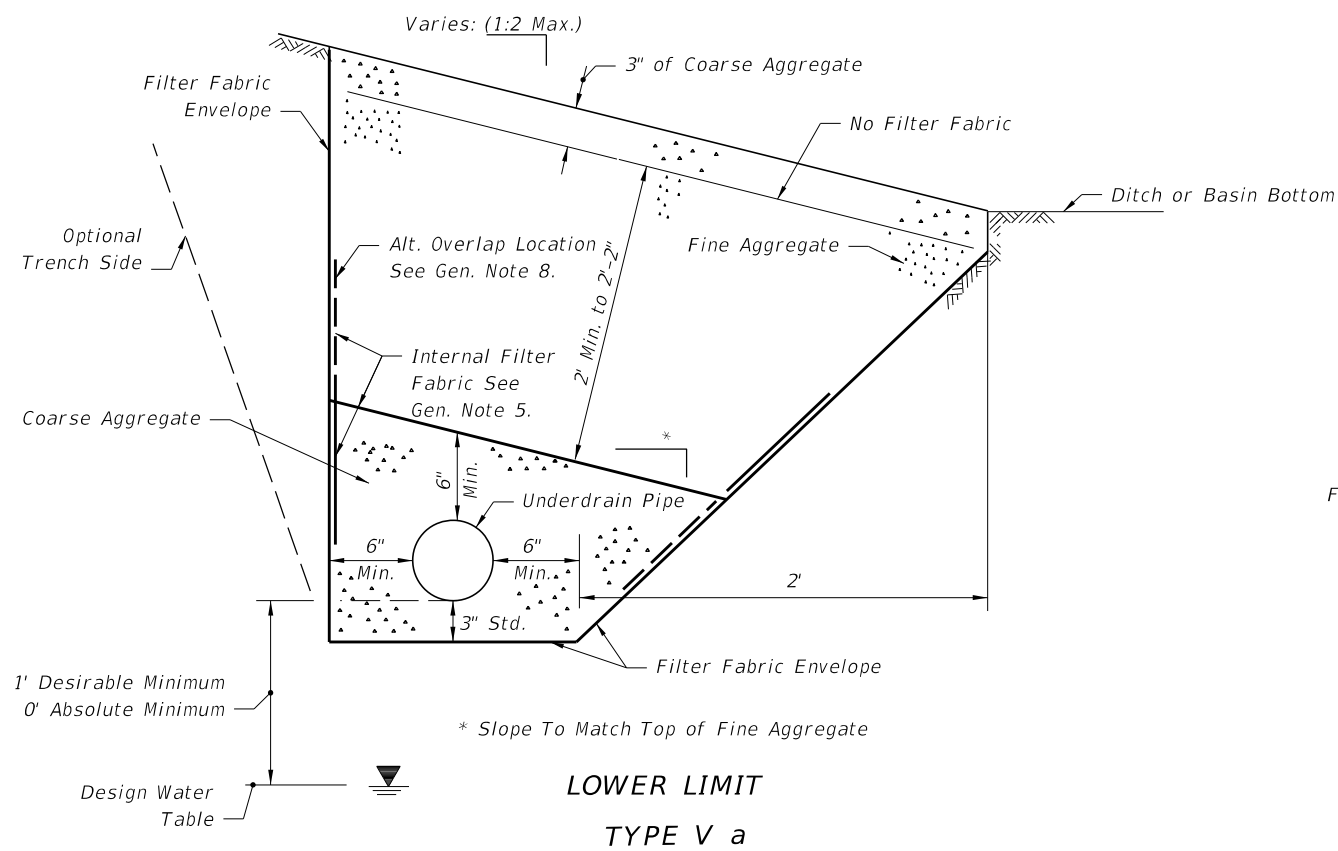 Varies: (1:2 Max.)
3" of Coarse Aggregate
Filter Fabric
Envelope
No Filter Fabric
Ditch or Basin Bottom
Optional
Trench Side
Alt. Overlap Location
See Gen. Note 8.
Fine Aggregate
2' Min. to 2'-2"
Internal Filter
Fabric See
Gen. Note 5.
Coarse Aggregate
*
6"
Min.
Underdrain Pipe
F
6"
Min.
6"
Min.
2'
3" Std.
Filter Fabric Envelope
1' Desirable Minimum
0' Absolute Minimum
* Slope To Match Top of Fine Aggregate
Design Water
Table
LOWER LIMIT
TYPE V a